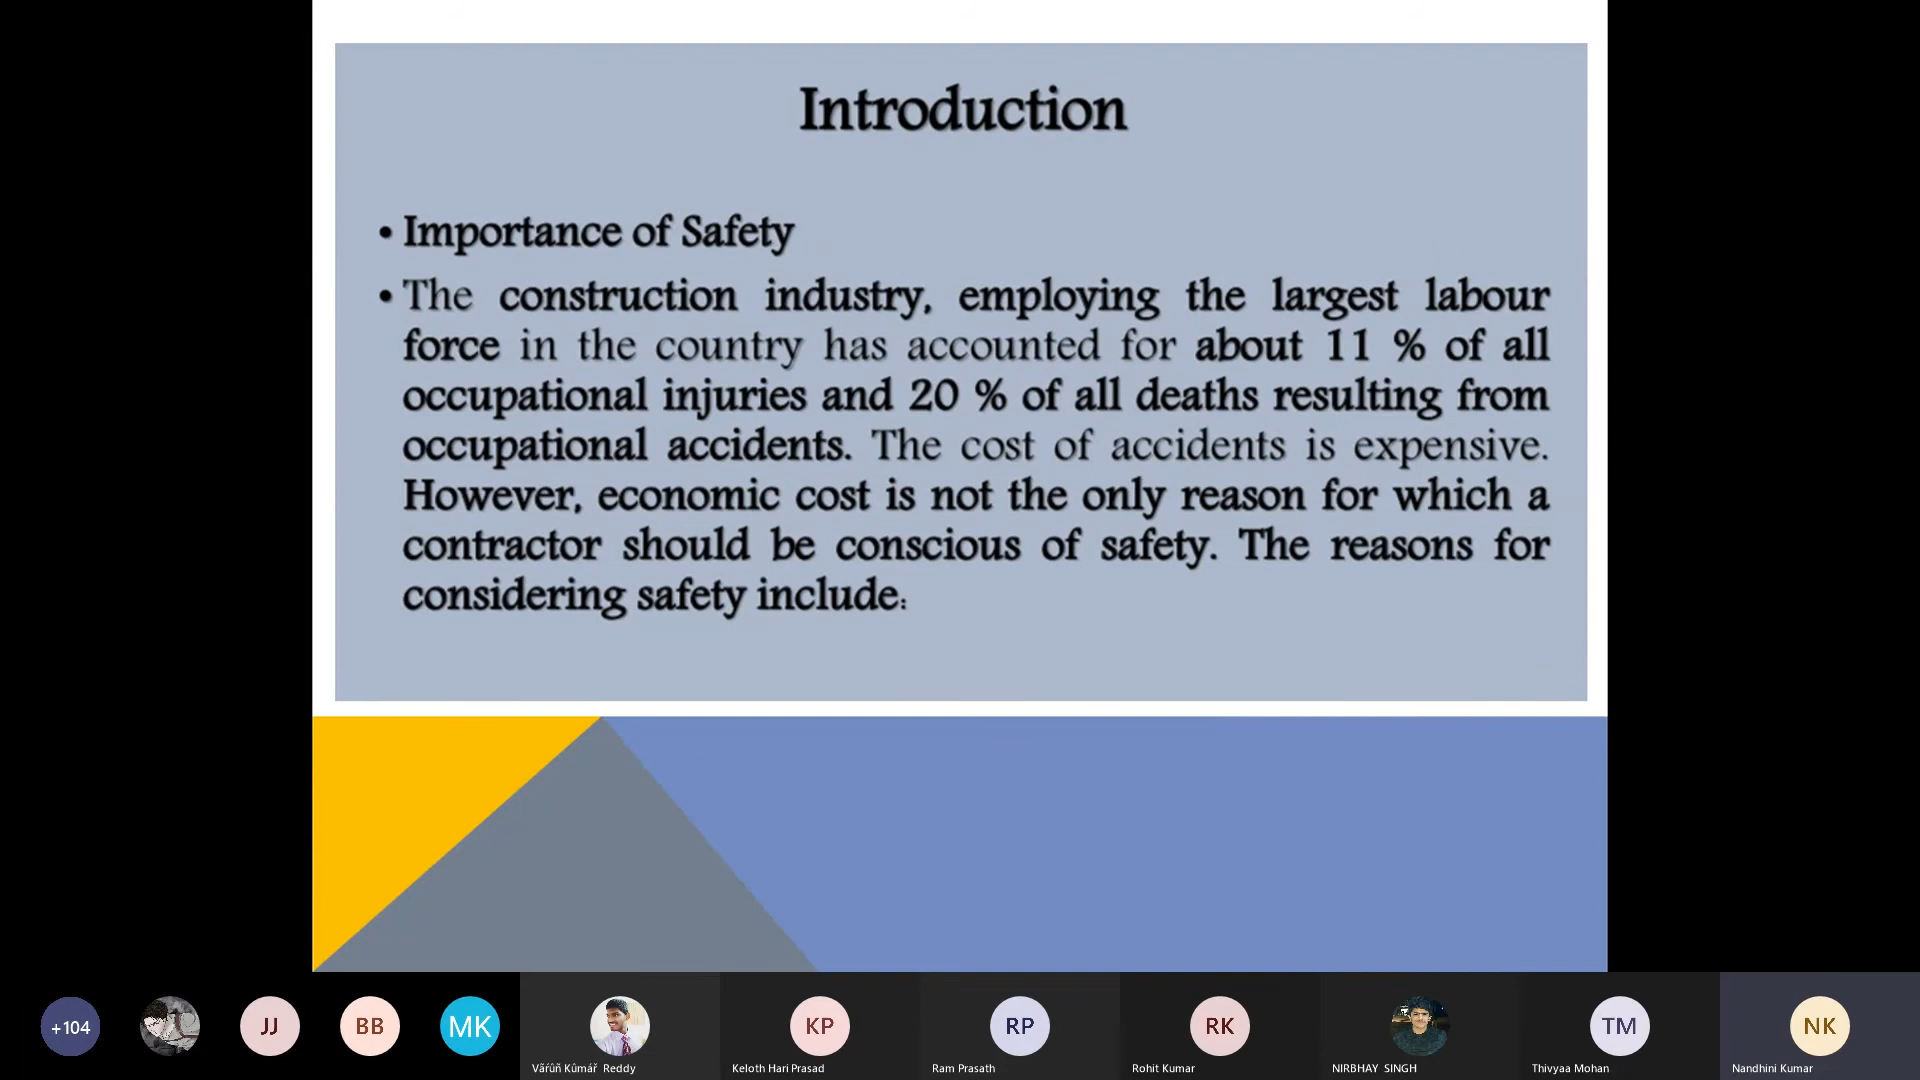 Introduction
• Importance of Safety
• The construction industry, employing the largest labour
force in the country has accounted for about 11 % of all
occupational injuries and 20 % of all deaths resulting from
occupational accidents. The cost of accidents is expensive.
However, economic cost is not the only reason for which a
contractor should be conscious of safety. The reasons for
considering safety include:
+104
JJ
BB
MK
KP
RP
RK
TM
NK
Vãŕûñ Kûmář Reddy
Keloth Hari Prasad
Ram Prasath
Rohit Kumar
NIRBHAY SINGH
Thivyaa Mohan
Nandhini Kumar